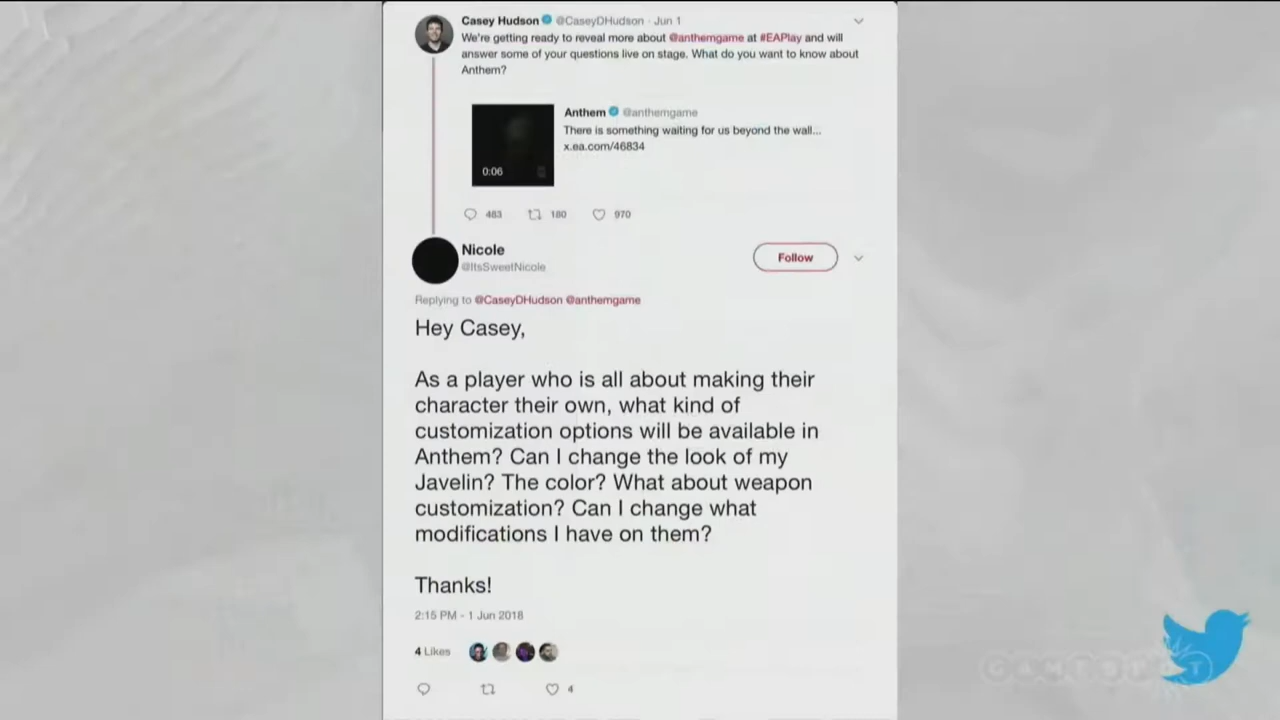 Casey Hudson @CaseyDHudson · Jun 1
We're getting ready to reveal more about @anthemgame at #EAPlay and will
answer some of your questions live on stage. What do you want to know about
Anthem?
Anthem @anthemgame
There is something waiting for us beyond the wall...
x.ea.com/46834
0:06
483 180 970
Nicole
@ItsSweetNicole
Follow
Replying to @CaseyDHudson @anthemgame
Hey Casey,
As a player who is all about making their
character their own, what kind of
customization options will be available in
Anthem? Can I change the look of my
Javelin? The color? What about weapon
customization? Can I change what
modifications I have on them?
Thanks!
2:15 PM - 1 Jun 2018
4 Likes
4
GAMESPOT